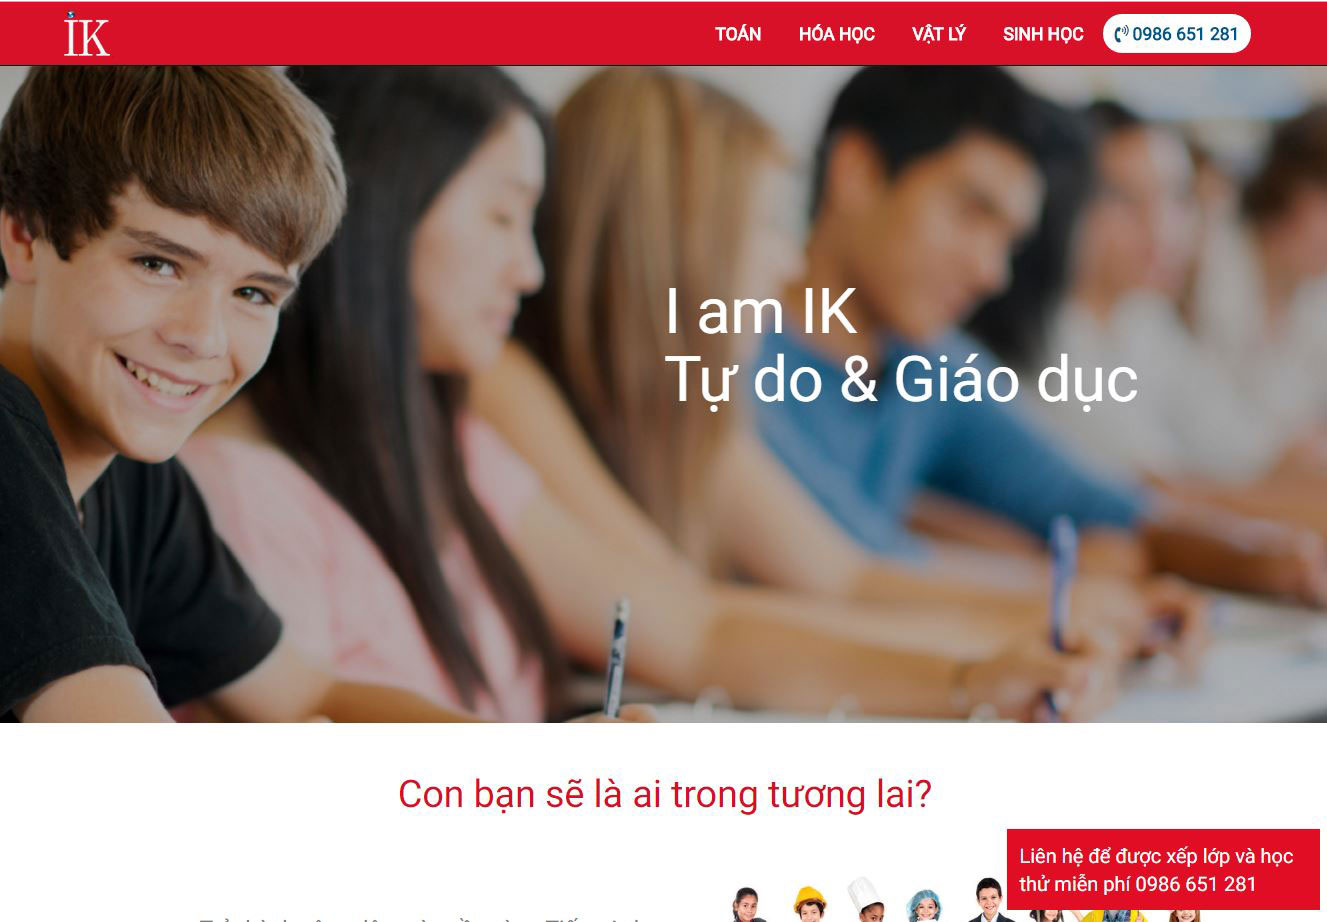 IK
TOÁN
HÓA HỌC
VẬT LÝ
SINH HỌC
0986 651 281
I am IK
Tự do & Giáo dục
Con bạn sẽ là ai trong tương lai?
Liên hệ để được xếp lớp và học
thử miễn phí 0986 651 281